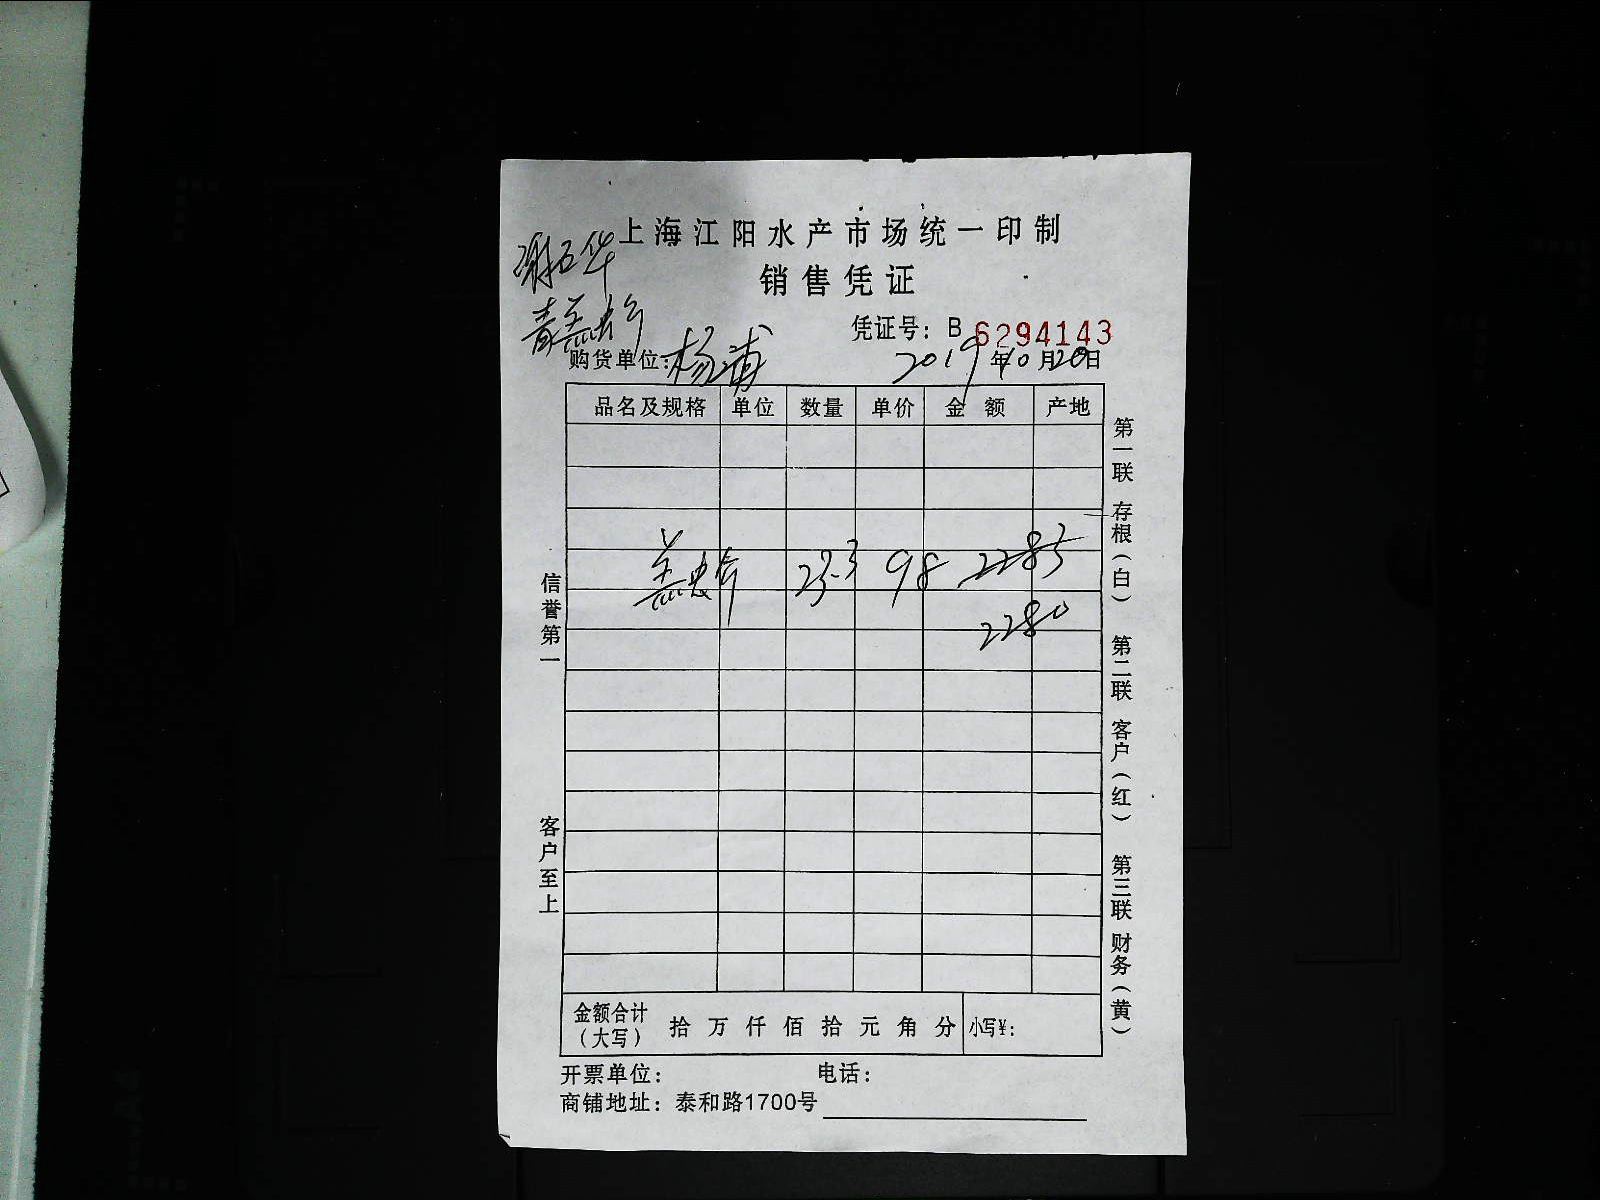 上海江阳水产市场统一印制
销售凭证
凭证号：B 6294143
购货单位：杨浦
2019年10月20日
品名及规格 单位 数量 单价 金额 产地
23.3 98 2285
2280
金额合计（大写） 拾万仟佰拾元角分 小写¥：
开票单位： 电话：
商铺地址：泰和路1700号
信誉第一 客户至上
第一联 存根（白） 第二联 客户（红） 第三联 财务（黄）